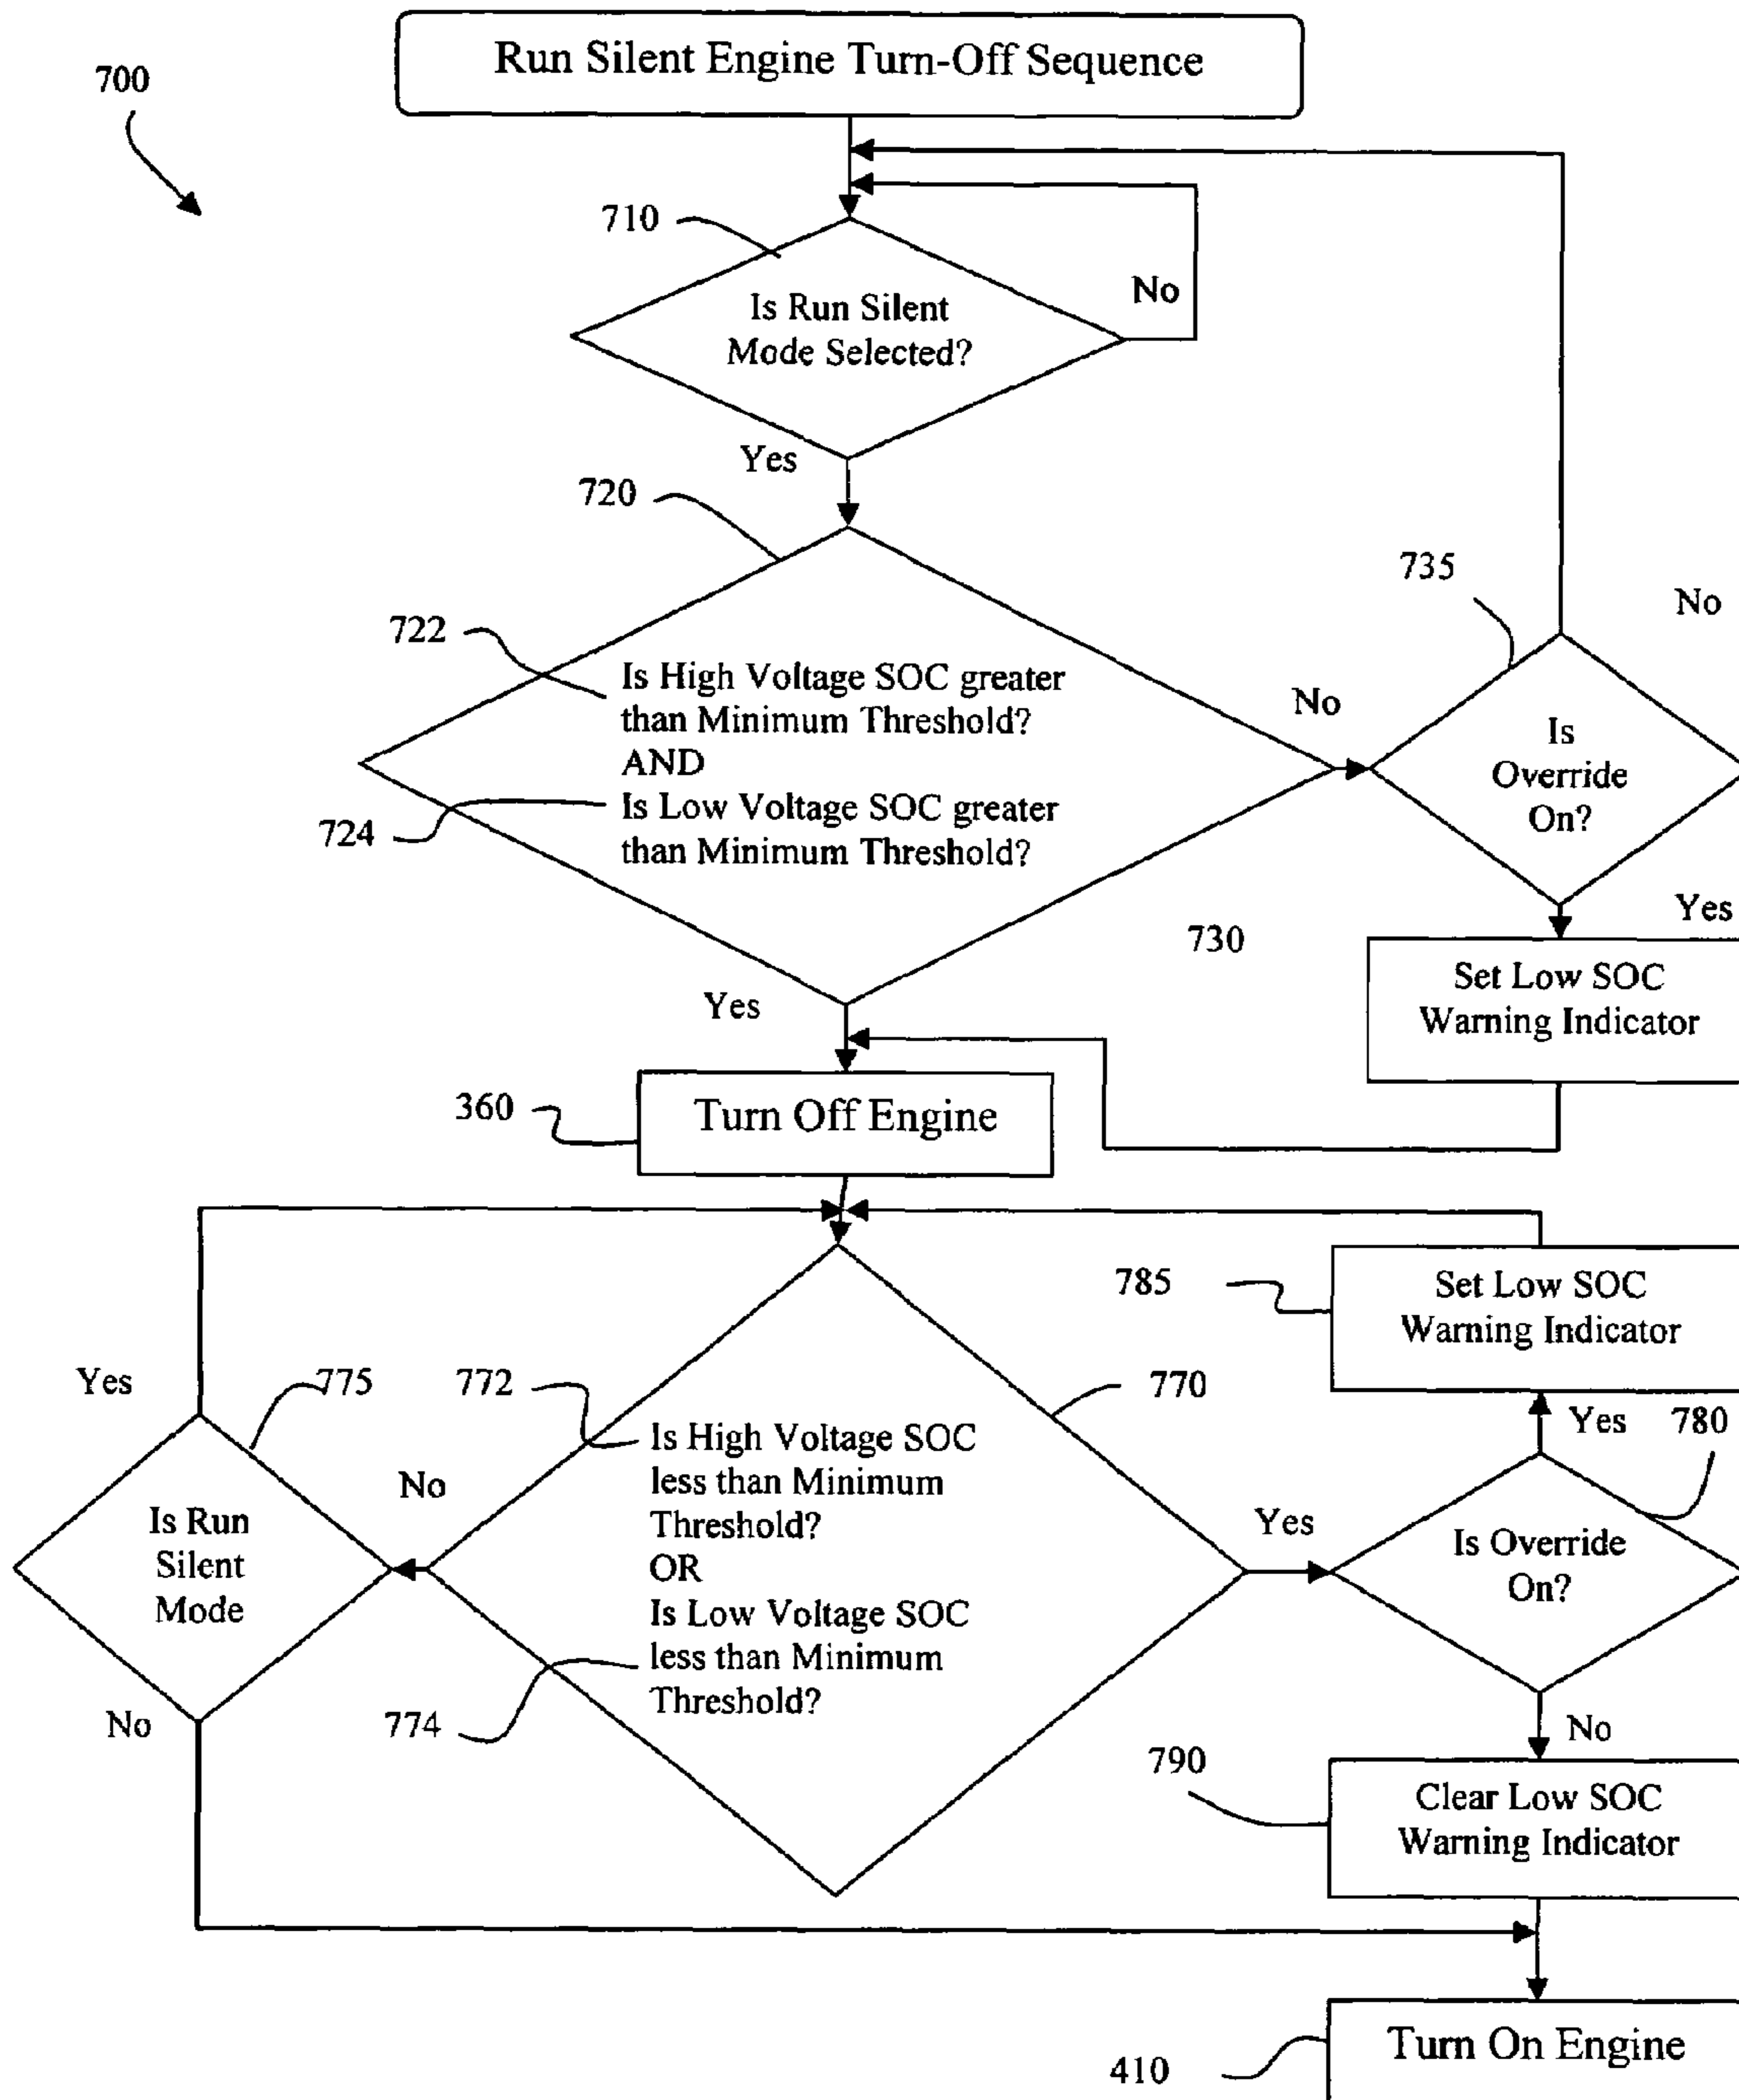 Run Silent Engine Turn-Off Sequence
700
710
Is Run Silent
Mode Selected?
No
Yes
720
735
No
722
Is High Voltage SOC greater
than Minimum Threshold?
AND
724
Is Low Voltage SOC greater
than Minimum Threshold?
No
Is
Override
On?
Yes
730
Set Low SOC
Warning Indicator
Yes
360
Turn Off Engine
785
Set Low SOC
Warning Indicator
Yes
775
772
770
Yes
780
Is High Voltage SOC
less than Minimum
Threshold?
OR
Is Low Voltage SOC
less than Minimum
Threshold?
No
Is Run
Silent
Mode
Yes
Is Override
On?
No
774
No
790
Clear Low SOC
Warning Indicator
410
Turn On Engine